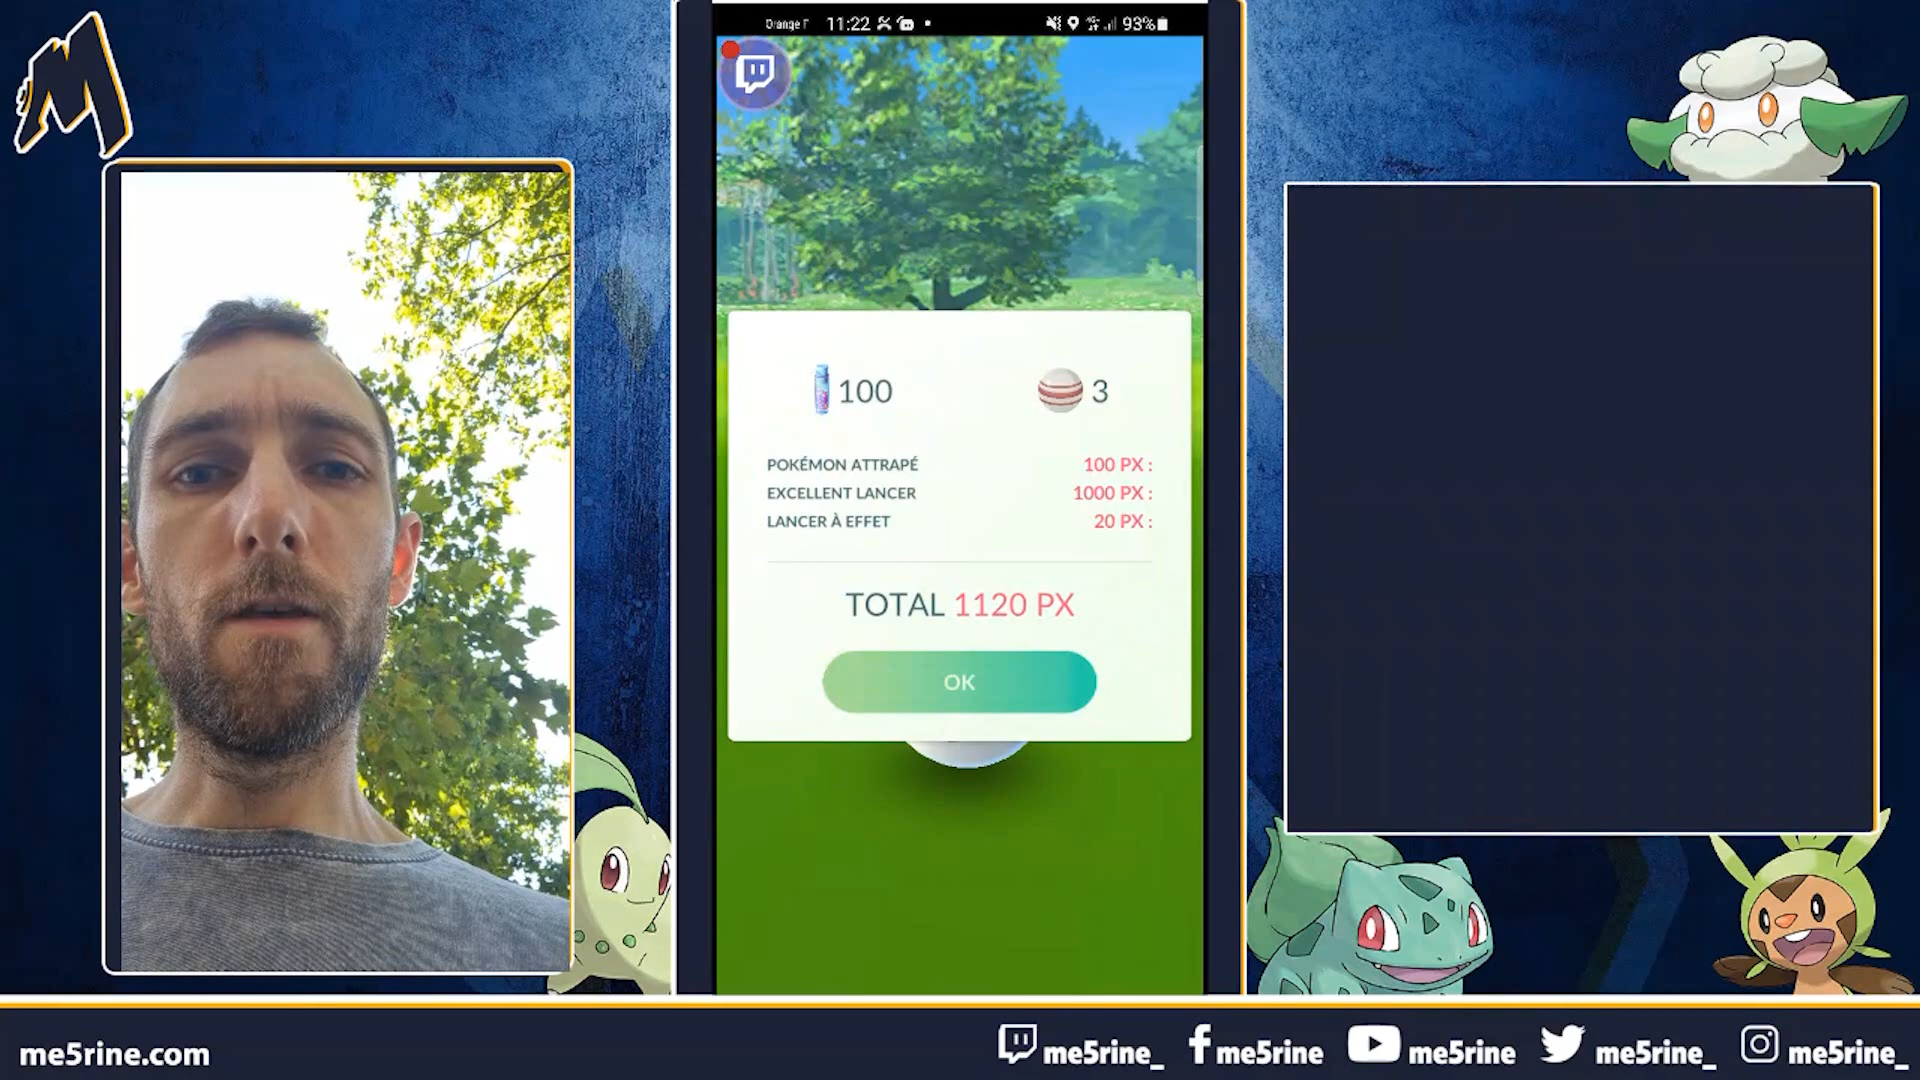 M
Orange F 11:22 93%
100 3
POKÉMON ATTRAPÉ 100 PX :
EXCELLENT LANCER 1000 PX :
LANCER À EFFET 20 PX :
TOTAL 1120 PX
OK
me5rine.com me5rine_ me5rine me5rine me5rine_ me5rine_